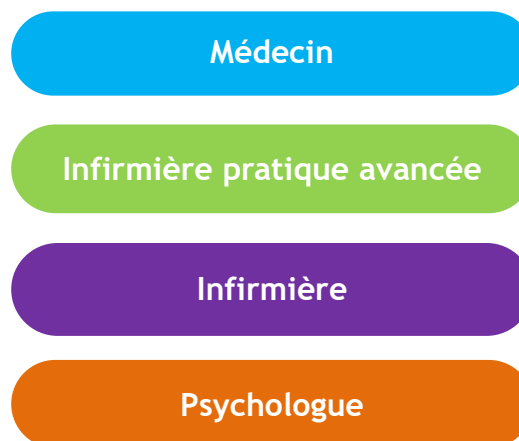 Médecin
Infirmière pratique avancée
Infirmière
Psychologue